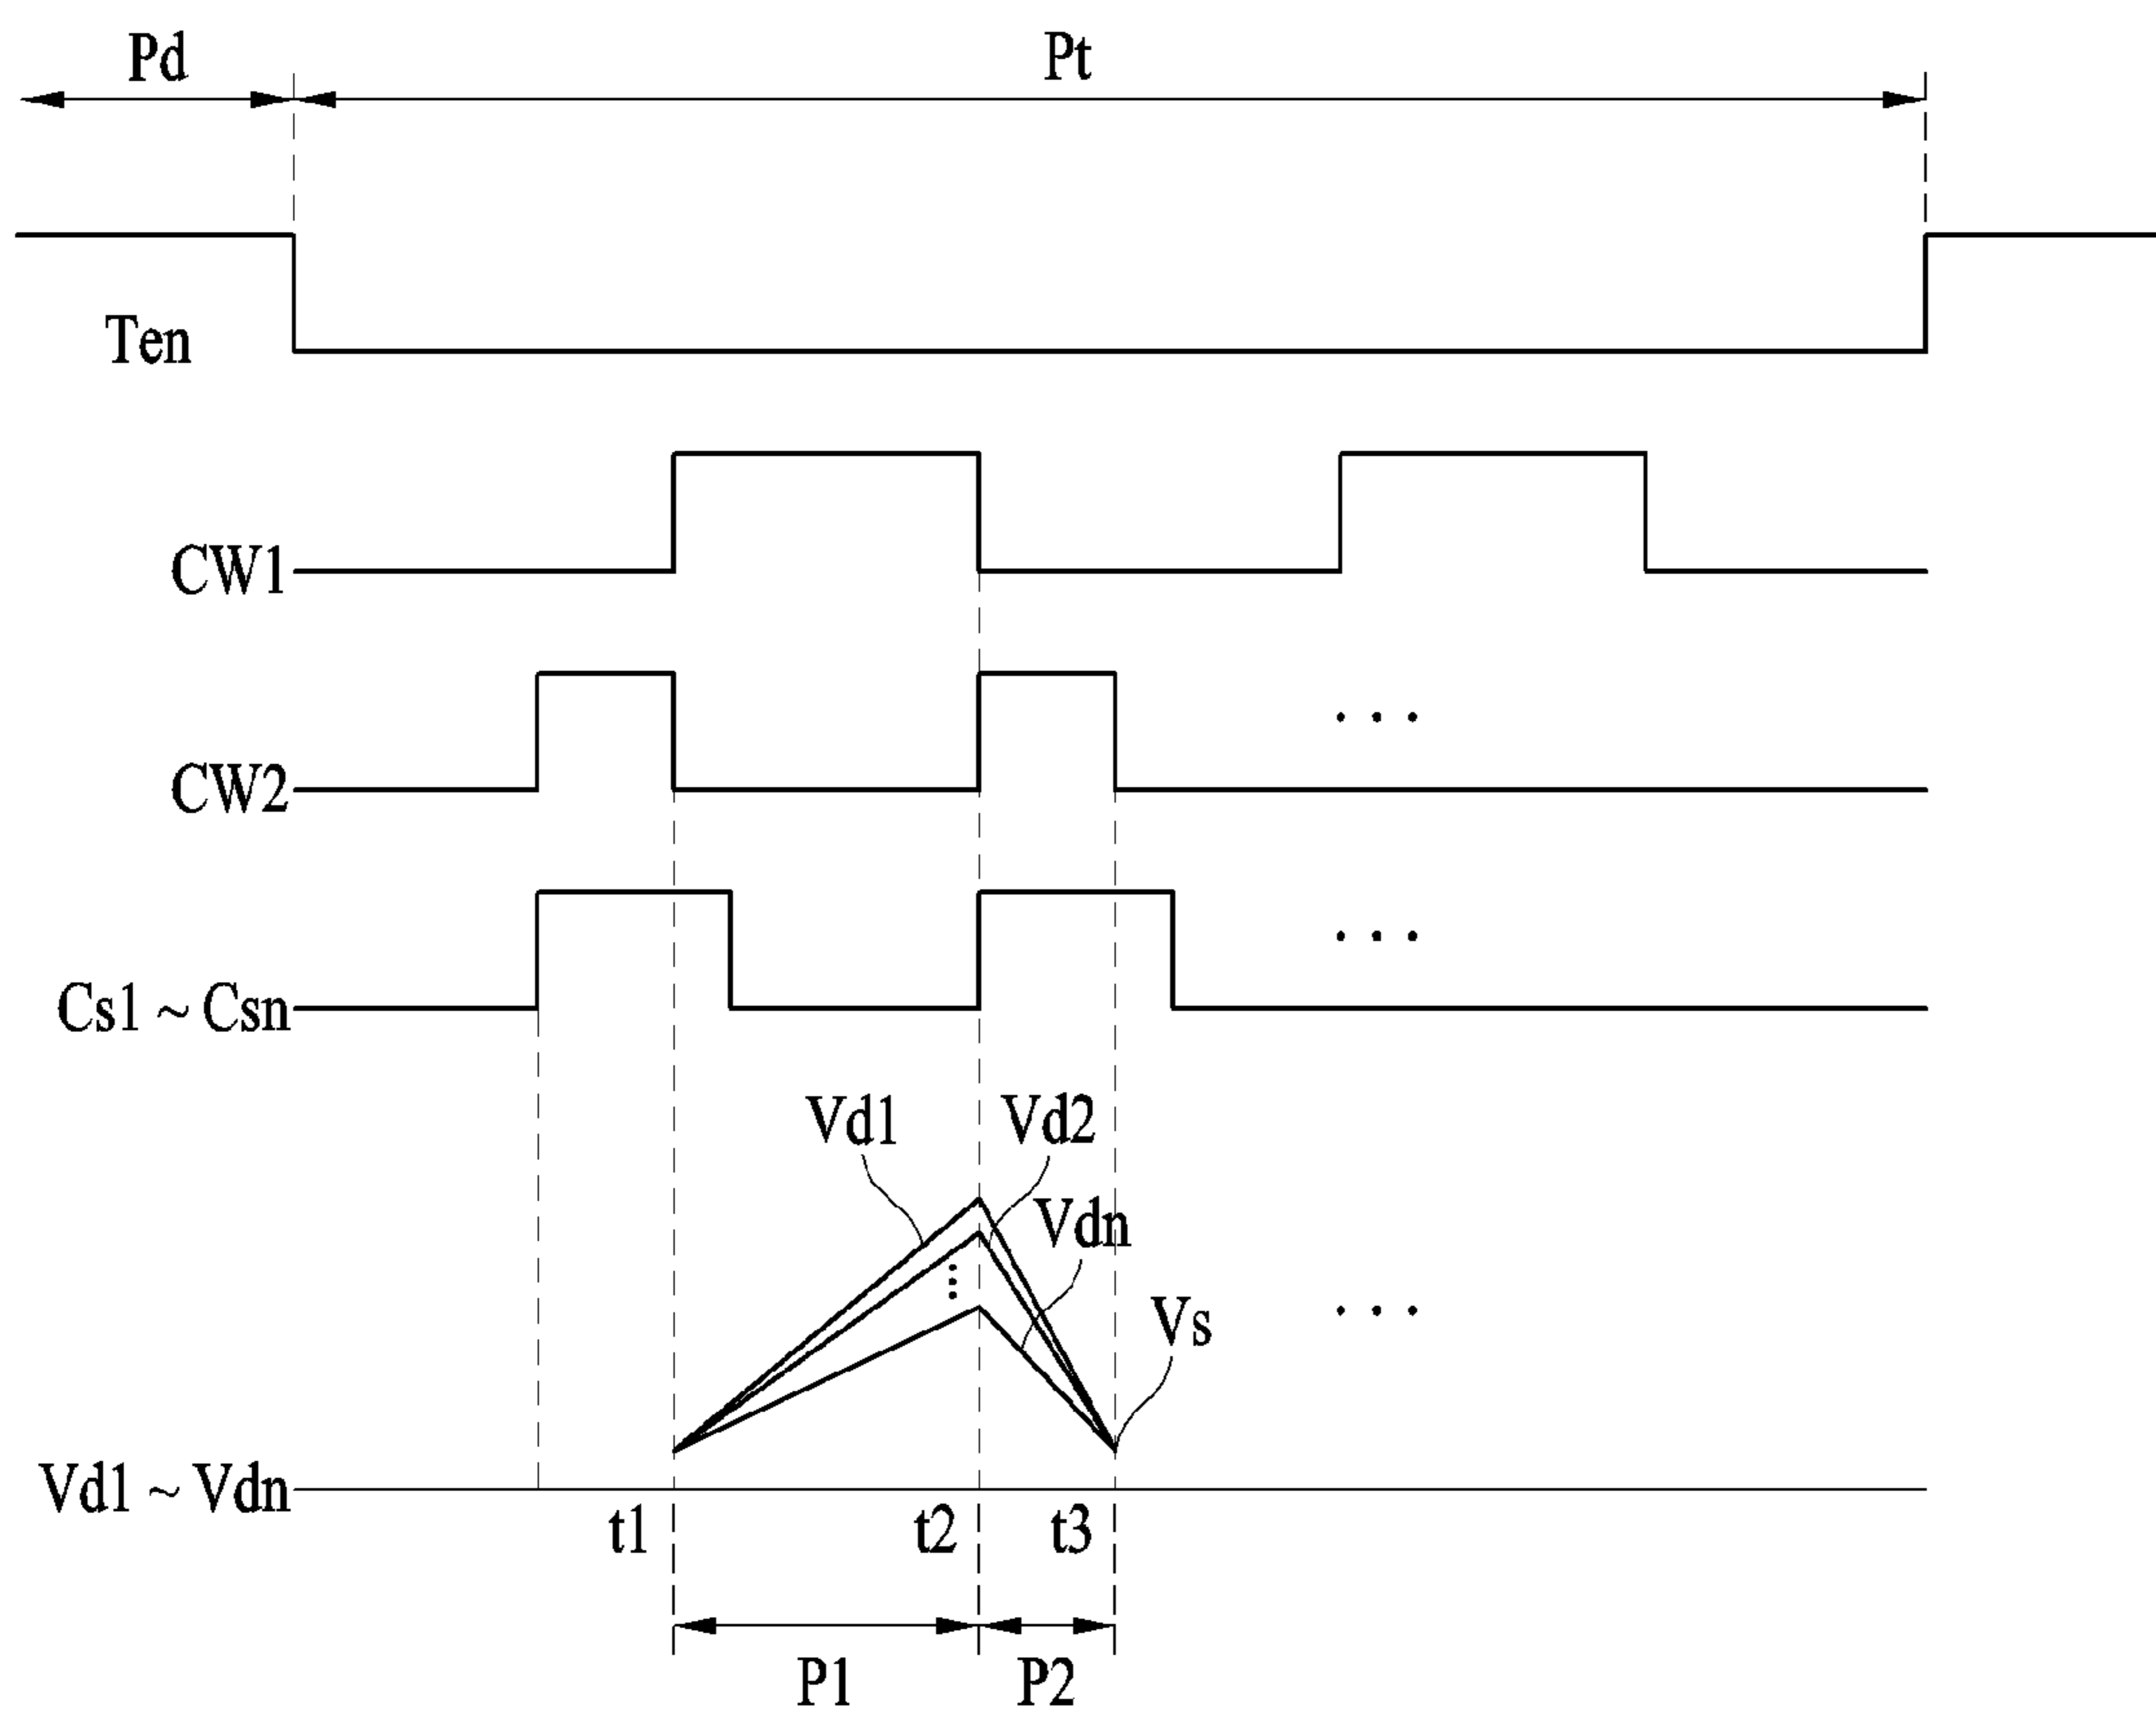 Pd
Pt
Ten
CW1
CW2
. . .
Cs1 ~ Csn
. . .
Vd1
Vd2
Vdn
Vs
. . .
Vd1 ~ Vdn
t1
t2
t3
P1
P2